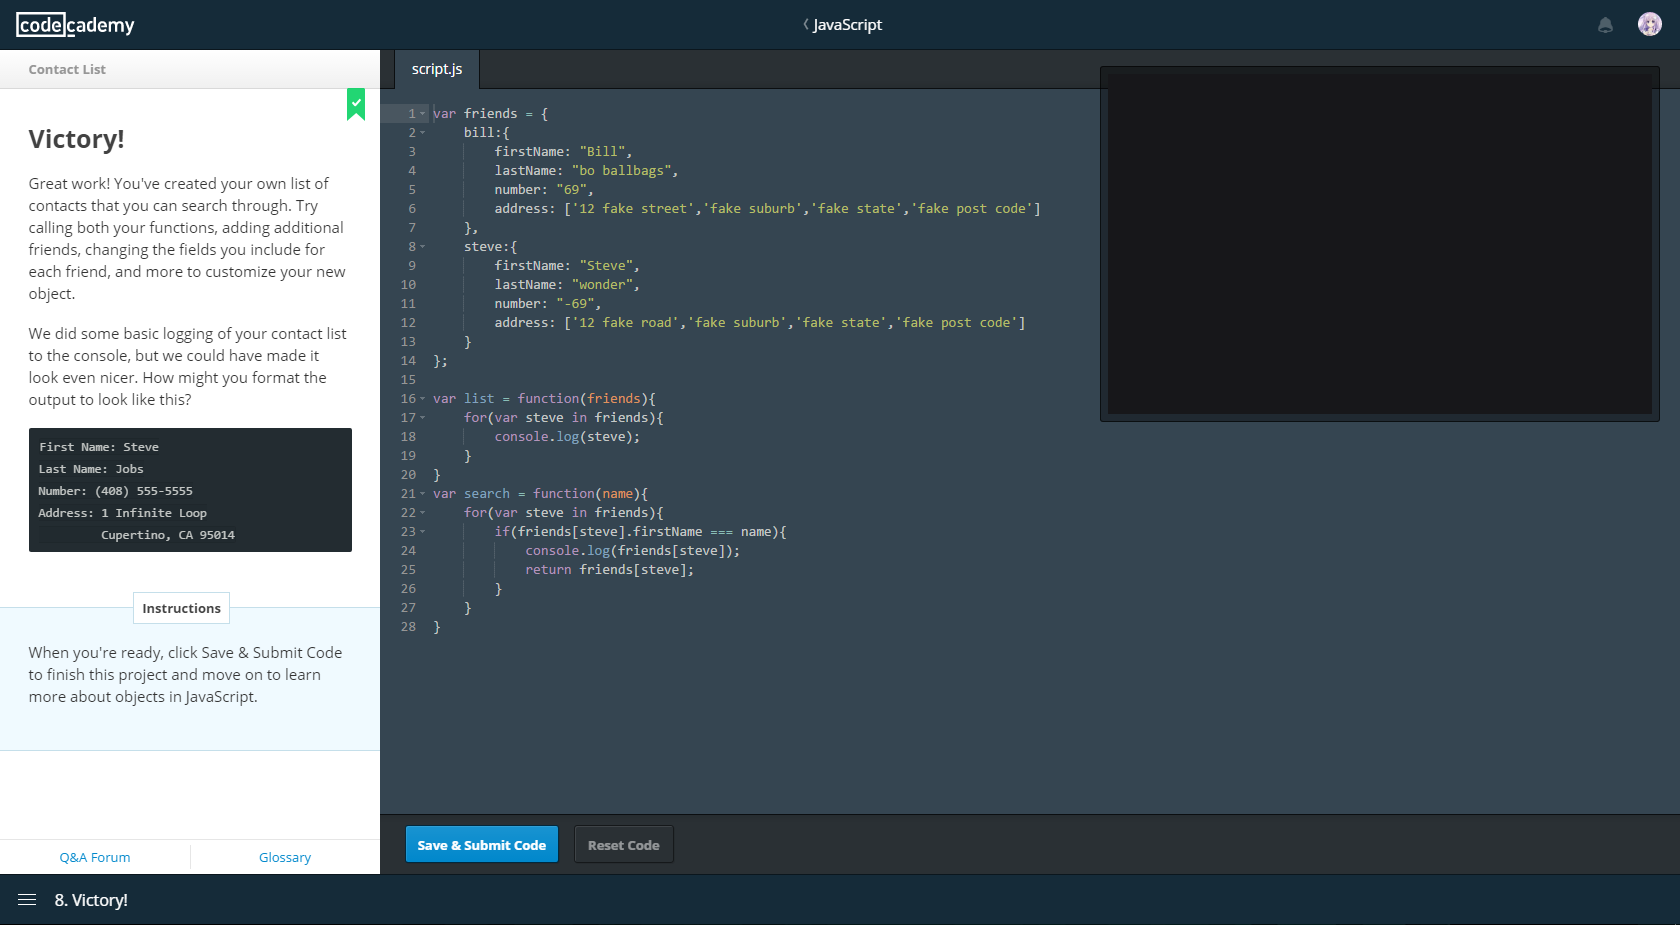 codecademy
JavaScript
Contact List
Victory!
Great work! You've created your own list of
contacts that you can search through. Try
calling both your functions, adding additional
friends, changing the fields you include for
each friend, and more to customize your new
object.
We did some basic logging of your contact list
to the console, but we could have made it
look even nicer. How might you format the
output to look like this?
First Name: Steve
Last Name: Jobs
Number: (408) 555-5555
Address: 1 Infinite Loop
Cupertino, CA 95014
Instructions
When you're ready, click Save & Submit Code
to finish this project and move on to learn
more about objects in JavaScript.
Q&A Forum
Glossary
script.js
1 var friends = {
2 bill:{
3 firstName: "Bill",
4 lastName: "bo ballbags",
5 number: "69",
6 address: ['12 fake street','fake suburb','fake state','fake post code']
7 },
8 steve:{
9 firstName: "Steve",
10 lastName: "wonder",
11 number: "-69",
12 address: ['12 fake road','fake suburb','fake state','fake post code']
13 }
14 };
15
16 var list = function(friends){
17 for(var steve in friends){
18 console.log(steve);
19 }
20 }
21 var search = function(name){
22 for(var steve in friends){
23 if(friends[steve].firstName === name){
24 console.log(friends[steve]);
25 return friends[steve];
26 }
27 }
28 }
Save & Submit Code
Reset Code
8. Victory!